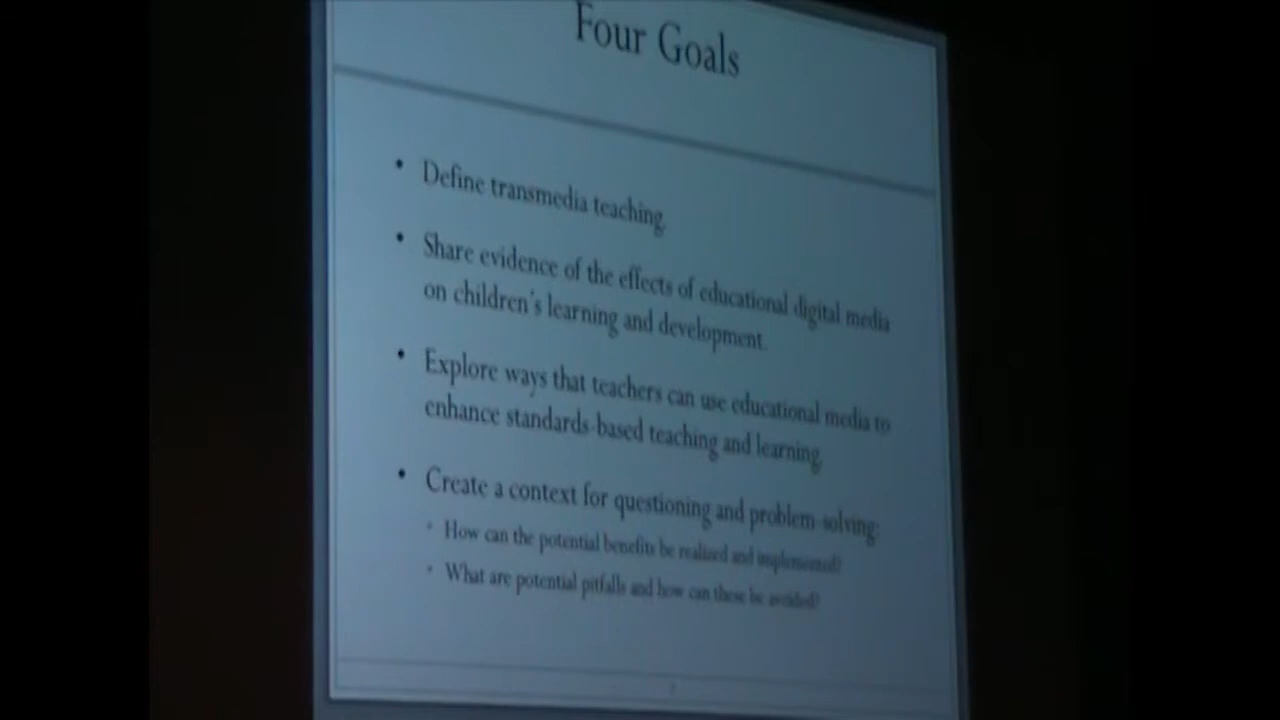 Four Goals
• Define transmedia teaching.
• Share evidence of the effects of educational digital media
on children's learning and development.
• Explore ways that teachers can use educational media to
enhance standards-based teaching and learning.
• Create a context for questioning and problem-solving:
• How can the potential benefits be realized and implemented?
• What are potential pitfalls and how can these be avoided?